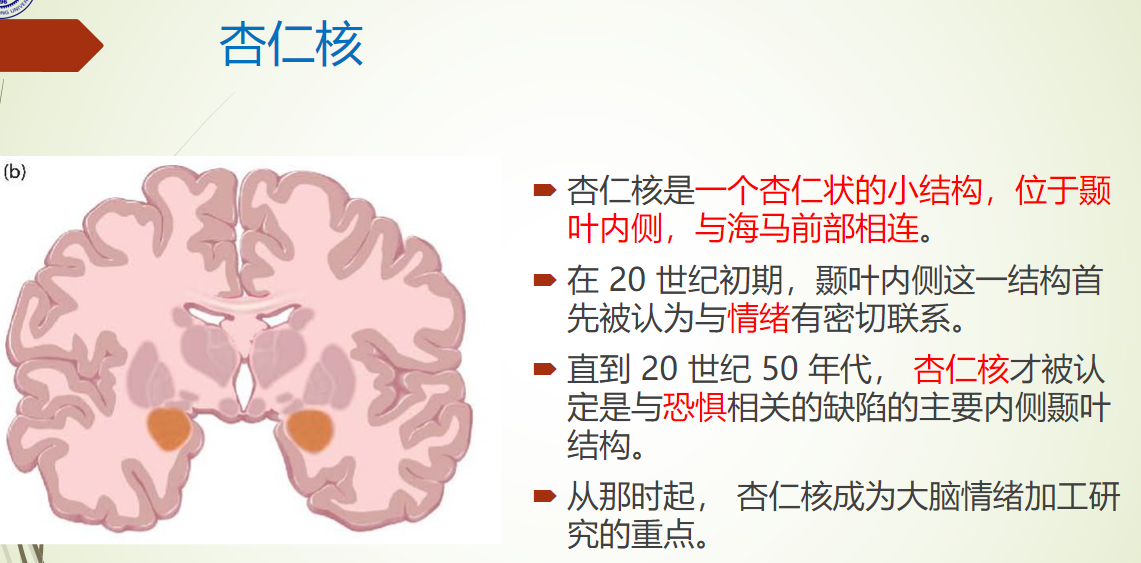 杏仁核
(b)
杏仁核是一个杏仁状的小结构，位于颞
叶内侧，与海马前部相连。
在 20 世纪初期，颞叶内侧这一结构首
先被认为与情绪有密切联系。
直到 20 世纪 50 年代， 杏仁核才被认
定是与恐惧相关的缺陷的主要内侧颞叶
结构。
从那时起， 杏仁核成为大脑情绪加工研
究的重点。